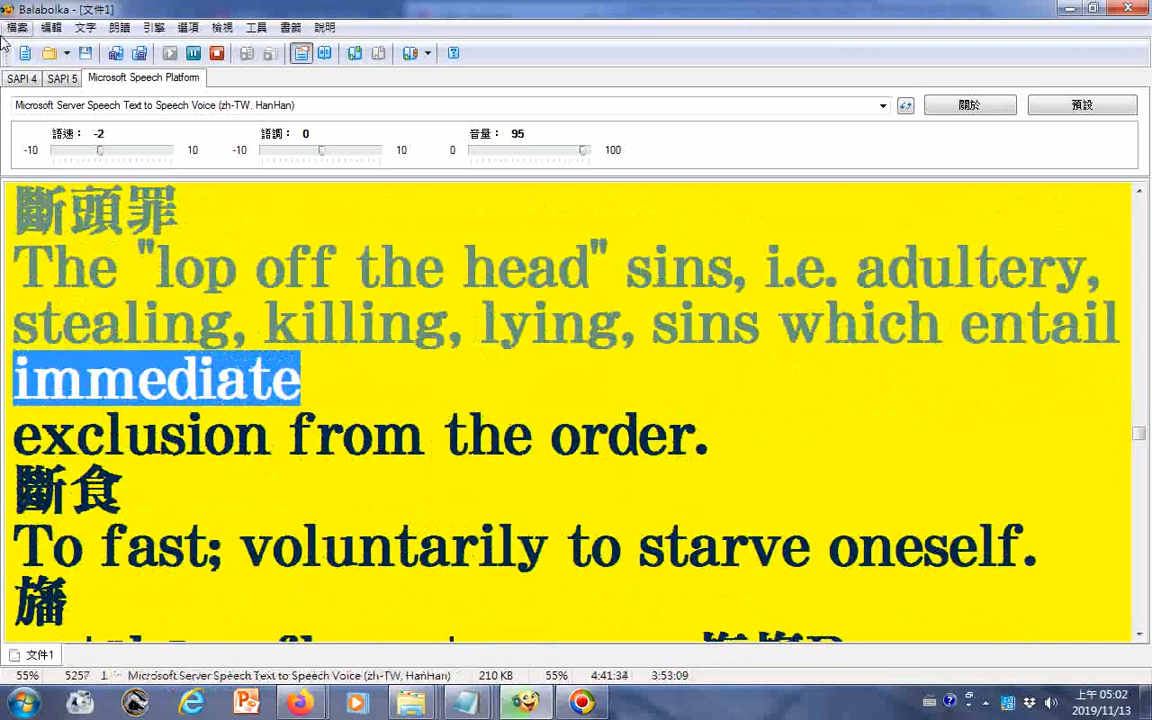 Balabolka - [文件1]
檔案 編輯 文字 朗讀 引擎 選項 檢視 工具 書籤 說明
SAPI 4 SAPI 5 Microsoft Speech Platform
Microsoft Server Speech Text to Speech Voice (zh-TW, HanHan) 關於 預設
語速： -2 語調： 0 音量： 95
-10 10 -10 10 0 100
斷頭罪
The "lop off the head" sins, i.e. adultery,
stealing, killing, lying, sins which entail
immediate
exclusion from the order.
斷食
To fast; voluntarily to starve oneself.
旛
文件1
55% 5257 Microsoft Server Speech Text to Speech Voice (zh-TW, HanHan) 210 KB 55% 4:41:34 3:53:09
上午 05:02
2019/11/13